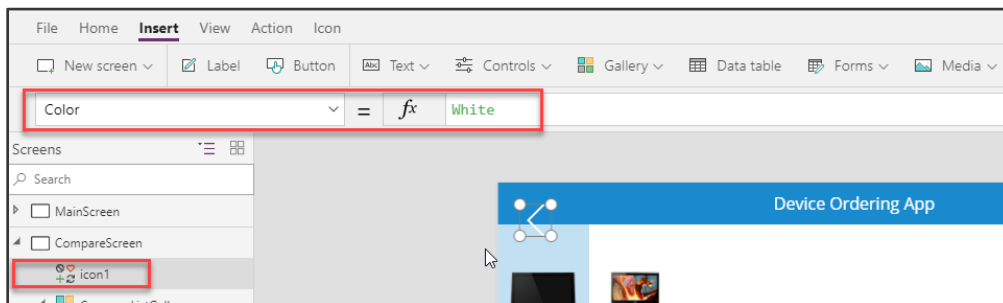 File Home Insert View Action Icon
New screen Label Button Abc Text Controls Gallery Data table Forms Media
Color = fx White
Screens
Search
MainScreen
Device Ordering App
CompareScreen
icon1